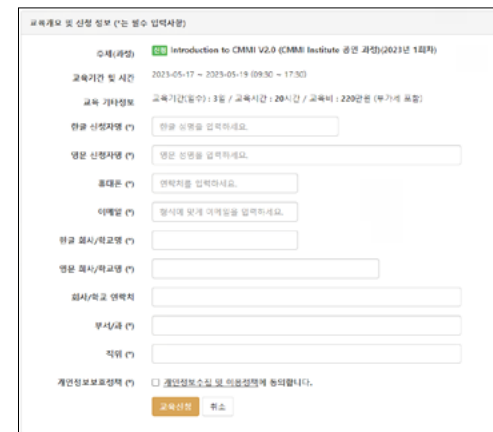 교육개요 및 신청 정보 (*는 필수 입력사항)
주제(과정) 신청 Introduction to CMMI V2.0 (CMMI Institute 공인 과정)(2023년 1회차)
교육기간 및 시간 2023-05-17 ~ 2023-05-19 (09:30 ~ 17:30)
교육 기타정보 교육기간(일수) : 3일 / 교육시간 : 20시간 / 교육비 : 220만원 (부가세 포함)
한글 신청자명 (*) 한글 성명을 입력하세요.
영문 신청자명 (*) 영문 성명을 입력하세요.
휴대폰 (*) 연락처를 입력하세요.
이메일 (*) 형식에 맞게 이메일을 입력하세요.
한글 회사/학교명 (*)
영문 회사/학교명 (*)
회사/학교 연락처
부서/과 (*)
직위 (*)
개인정보보호정책 (*) 개인정보수집 및 이용정책에 동의합니다.
교육신청 취소